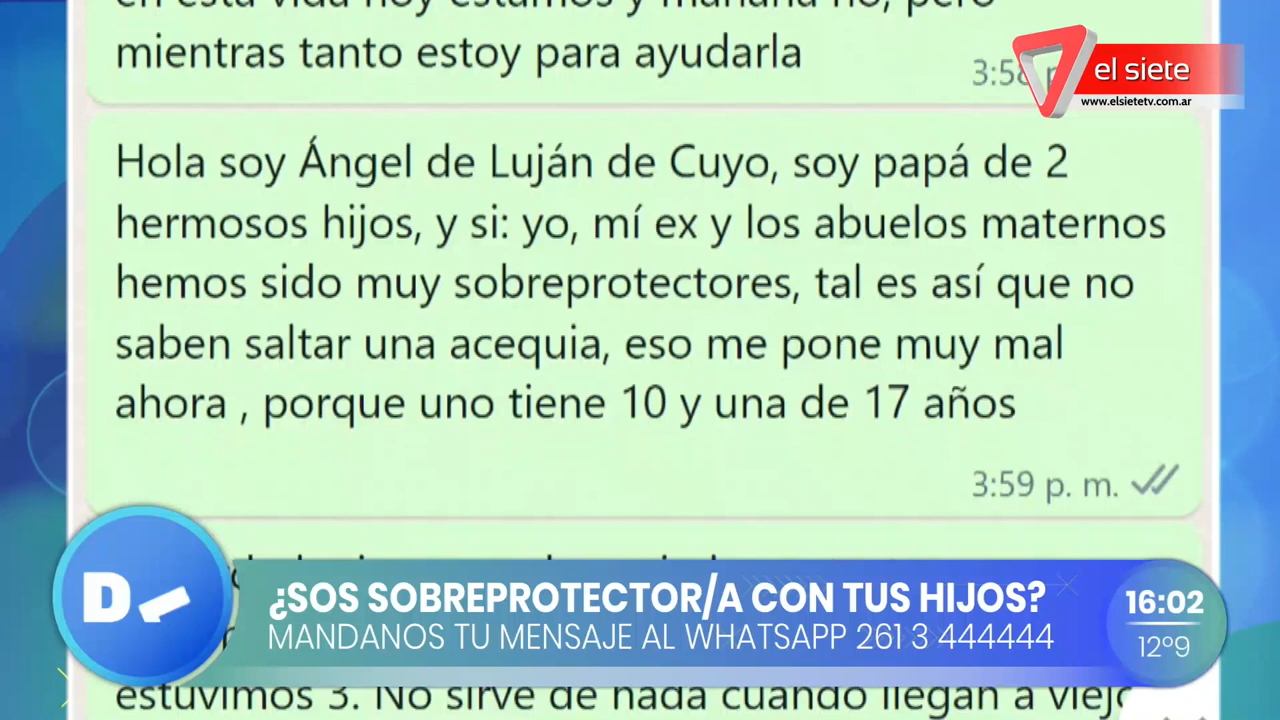 mientras tanto estoy para ayudarla
3:58 p
el siete
www.elsietetv.com.ar
Hola soy Ángel de Luján de Cuyo, soy papá de 2
hermosos hijos, y si: yo, mí ex y los abuelos maternos
hemos sido muy sobreprotectores, tal es así que no
saben saltar una acequia, eso me pone muy mal
ahora , porque uno tiene 10 y una de 17 años
3:59 p. m.
D
¿SOS SOBREPROTECTOR/A CON TUS HIJOS?
MANDANOS TU MENSAJE AL WHATSAPP 261 3 444444
16:02
12º9
estuvimos 3. No sirve de nada cuando llegan a viejo